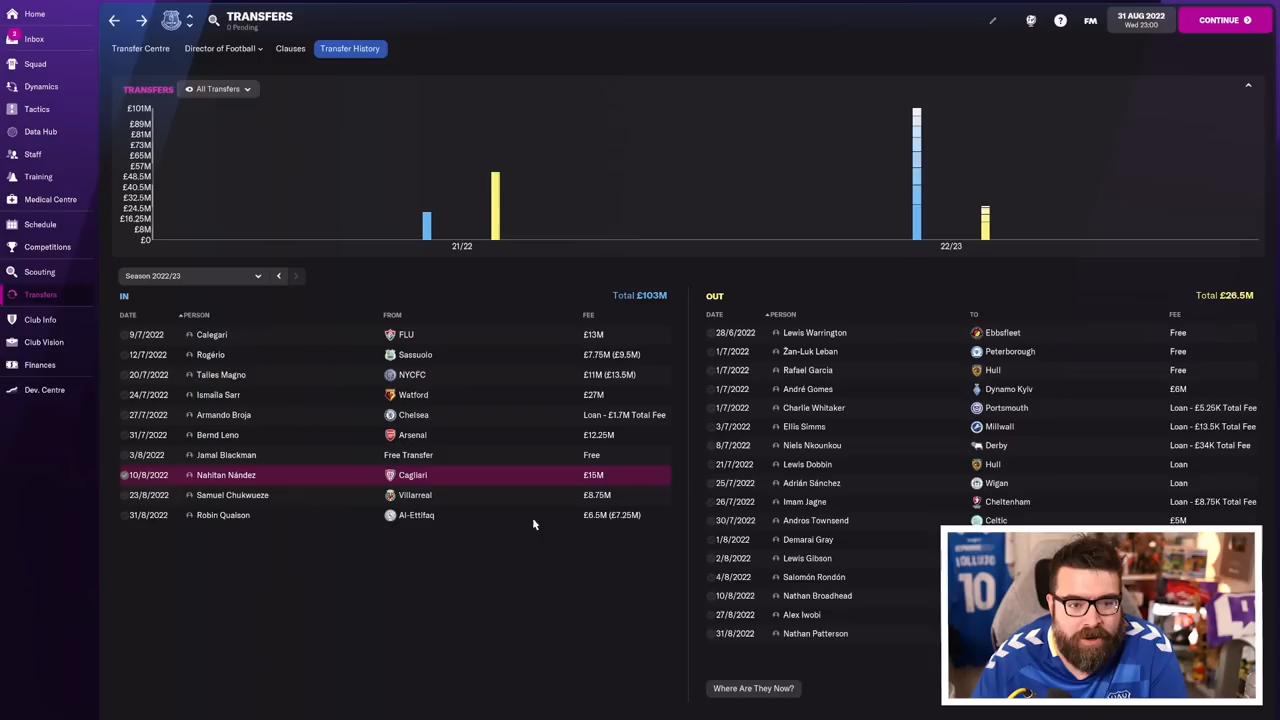 Home
TRANSFERS
0 Pending
31 AUG 2022
Wed 23:00
FM
CONTINUE
3
Inbox
Squad
Dynamics
Tactics
Data Hub
Staff
Training
Medical Centre
Schedule
Competitions
Scouting
Transfers
Club Info
Club Vision
Finances
Dev. Centre
Transfer Centre
Director of Football
Clauses
Transfer History
TRANSFERS
All Transfers
£101M
£89M
£81M
£73M
£65M
£57M
£48.5M
£40.5M
£32.5M
£24.5M
£16.25M
£8M
£0
21/22
22/23
Season 2022/23
IN
Total £103M
DATE PERSON FROM FEE
9/7/2022 Calegari FLU £13M
12/7/2022 Rogério Sassuolo £7.75M (£9.5M)
20/7/2022 Talles Magno NYCFC £11M (£13.5M)
24/7/2022 Ismaïla Sarr Watford £27M
27/7/2022 Armando Broja Chelsea Loan - £1.7M Total Fee
31/7/2022 Bernd Leno Arsenal £12.25M
3/8/2022 Jamal Blackman Free Transfer Free
10/8/2022 Nahitan Nández Cagliari £15M
23/8/2022 Samuel Chukwueze Villarreal £8.75M
31/8/2022 Robin Quaison Al-Ettifaq £6.5M (£7.25M)
OUT
Total £26.5M
DATE PERSON TO FEE
28/6/2022 Lewis Warrington Ebbsfleet Free
1/7/2022 Žan-Luk Leban Peterborough Free
1/7/2022 Rafael Garcia Hull Free
1/7/2022 André Gomes Dynamo Kyiv £6M
1/7/2022 Charlie Whitaker Portsmouth Loan - £5.25K Total Fee
3/7/2022 Ellis Simms Millwall Loan - £13.5K Total Fee
8/7/2022 Niels Nkounkou Derby Loan - £34K Total Fee
21/7/2022 Lewis Dobbin Hull Loan
25/7/2022 Adrián Sánchez Wigan Loan
26/7/2022 Imam Jagne Cheltenham Loan - £8.75K Total Fee
30/7/2022 Andros Townsend Celtic £5M
1/8/2022 Demarai Gray
2/8/2022 Lewis Gibson
4/8/2022 Salomón Rondón
10/8/2022 Nathan Broadhead
27/8/2022 Alex Iwobi
31/8/2022 Nathan Patterson
Where Are They Now?
10